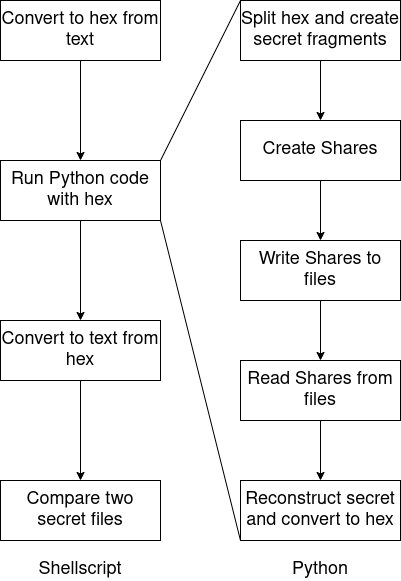 Convert to hex from
text
Run Python code
with hex
Convert to text from
hex
Compare two
secret files
Shellscript
Split hex and create
secret fragments
Create Shares
Write Shares to
files
Read Shares from
files
Reconstruct secret
and convert to hex
Python